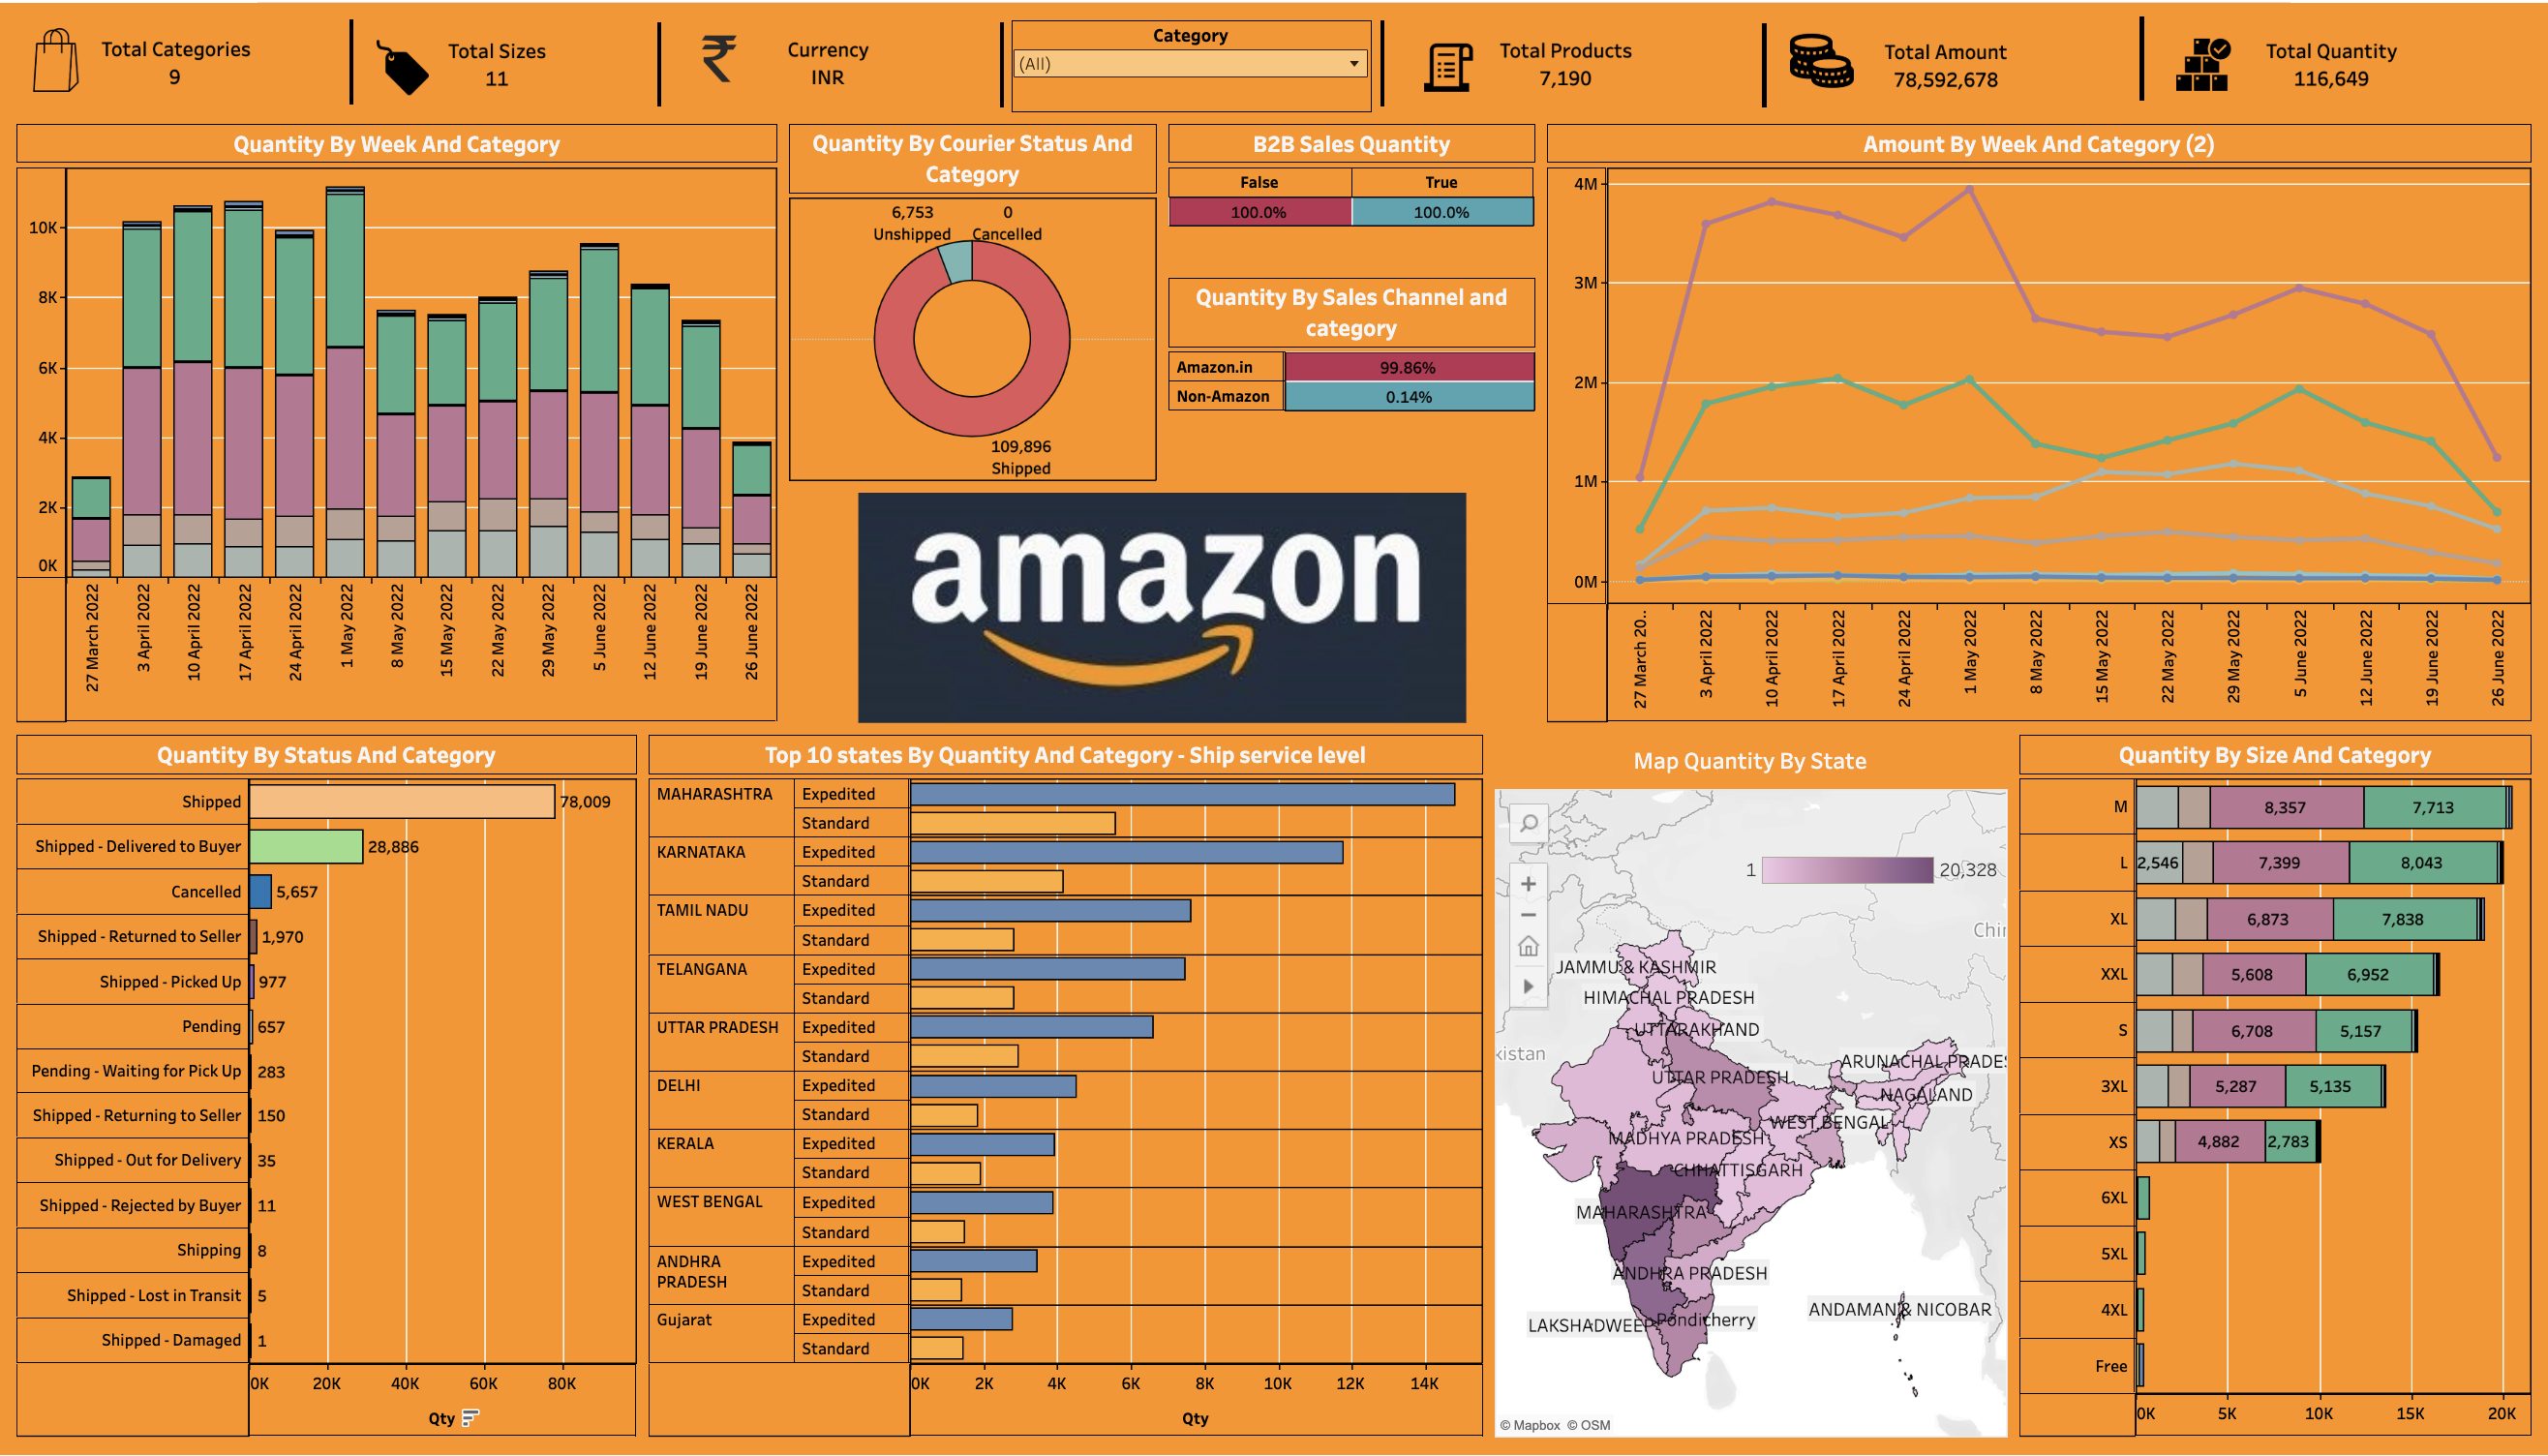 Total Categories
9
Total Sizes
11
Currency
INR
Category
(All)
Total Products
7,190
Total Amount
78,592,678
Total Quantity
116,649
Quantity By Week And Category
10K
8K
6K
4K
2K
0K
27 March 2022
3 April 2022
10 April 2022
17 April 2022
24 April 2022
1 May 2022
8 May 2022
15 May 2022
22 May 2022
29 May 2022
5 June 2022
12 June 2022
19 June 2022
26 June 2022
Quantity By Courier Status And
Category
6,753
Unshipped
0
Cancelled
109,896
Shipped
B2B Sales Quantity
False True
100.0% 100.0%
Quantity By Sales Channel and
category
Amazon.in 99.86%
Non-Amazon 0.14%
amazon
Amount By Week And Category (2)
4M
3M
2M
1M
0M
27 March 20..
3 April 2022
10 April 2022
17 April 2022
24 April 2022
1 May 2022
8 May 2022
15 May 2022
22 May 2022
29 May 2022
5 June 2022
12 June 2022
19 June 2022
26 June 2022
Quantity By Status And Category
Shipped 78,009
Shipped - Delivered to Buyer 28,886
Cancelled 5,657
Shipped - Returned to Seller 1,970
Shipped - Picked Up 977
Pending 657
Pending - Waiting for Pick Up 283
Shipped - Returning to Seller 150
Shipped - Out for Delivery 35
Shipped - Rejected by Buyer 11
Shipping 8
Shipped - Lost in Transit 5
Shipped - Damaged 1
0K 20K 40K 60K 80K
Qty
Top 10 states By Quantity And Category - Ship service level
MAHARASHTRA Expedited
Standard
KARNATAKA Expedited
Standard
TAMIL NADU Expedited
Standard
TELANGANA Expedited
Standard
UTTAR PRADESH Expedited
Standard
DELHI Expedited
Standard
KERALA Expedited
Standard
WEST BENGAL Expedited
Standard
ANDHRA
PRADESH
Expedited
Standard
Gujarat Expedited
Standard
0K 2K 4K 6K 8K 10K 12K 14K
Qty
Map Quantity By State
1 20,328
Chin
JAMMU & KASHMIR
HIMACHAL PRADESH
UTTARAKHAND
kistan
ARUNACHAL PRADES
UTTAR PRADESH
NAGALAND
WEST BENGAL
MADHYA PRADESH
CHHATTISGARH
MAHARASHTRA
ANDHRA PRADESH
ANDAMAN & NICOBAR
LAKSHADWEEP
Pondicherry
© Mapbox © OSM
Quantity By Size And Category
M 8,357 7,713
L 2,546 7,399 8,043
XL 6,873 7,838
XXL 5,608 6,952
S 6,708 5,157
3XL 5,287 5,135
XS 4,882 2,783
6XL
5XL
4XL
Free
0K 5K 10K 15K 20K